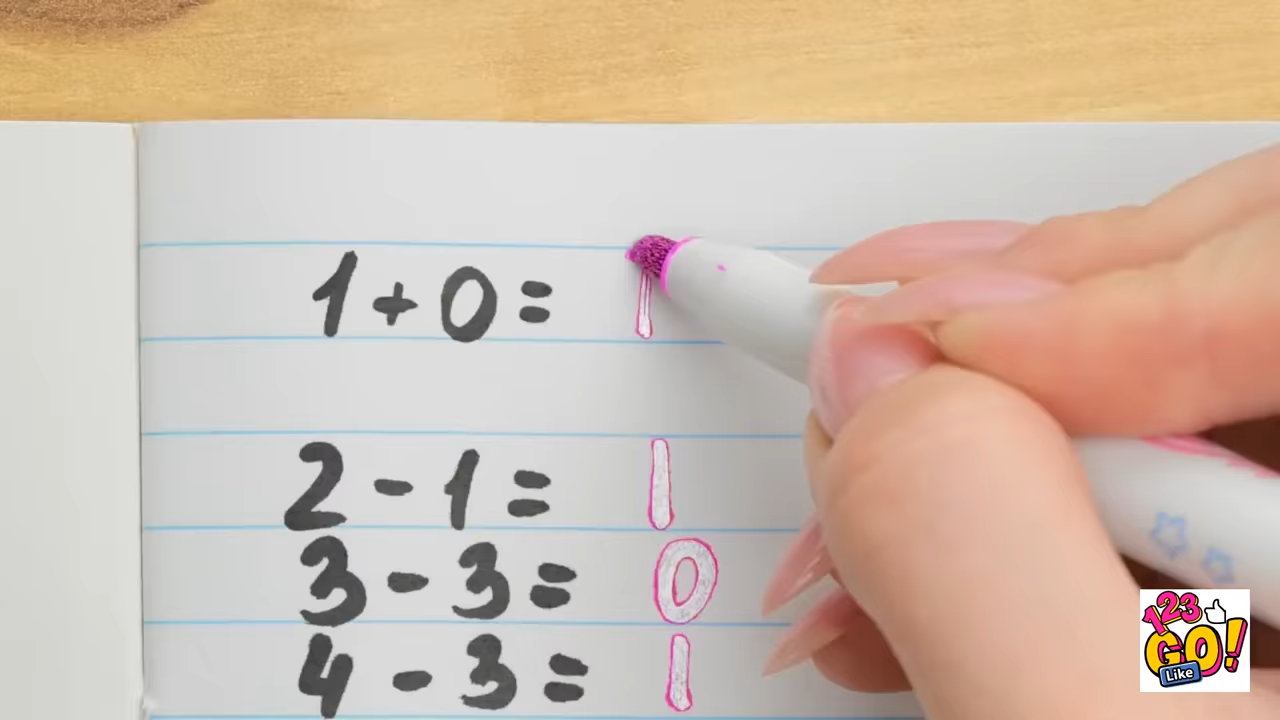 1+0= 1
2-1= 1
3-3= 0
4-3= 1
123
GO!
Like